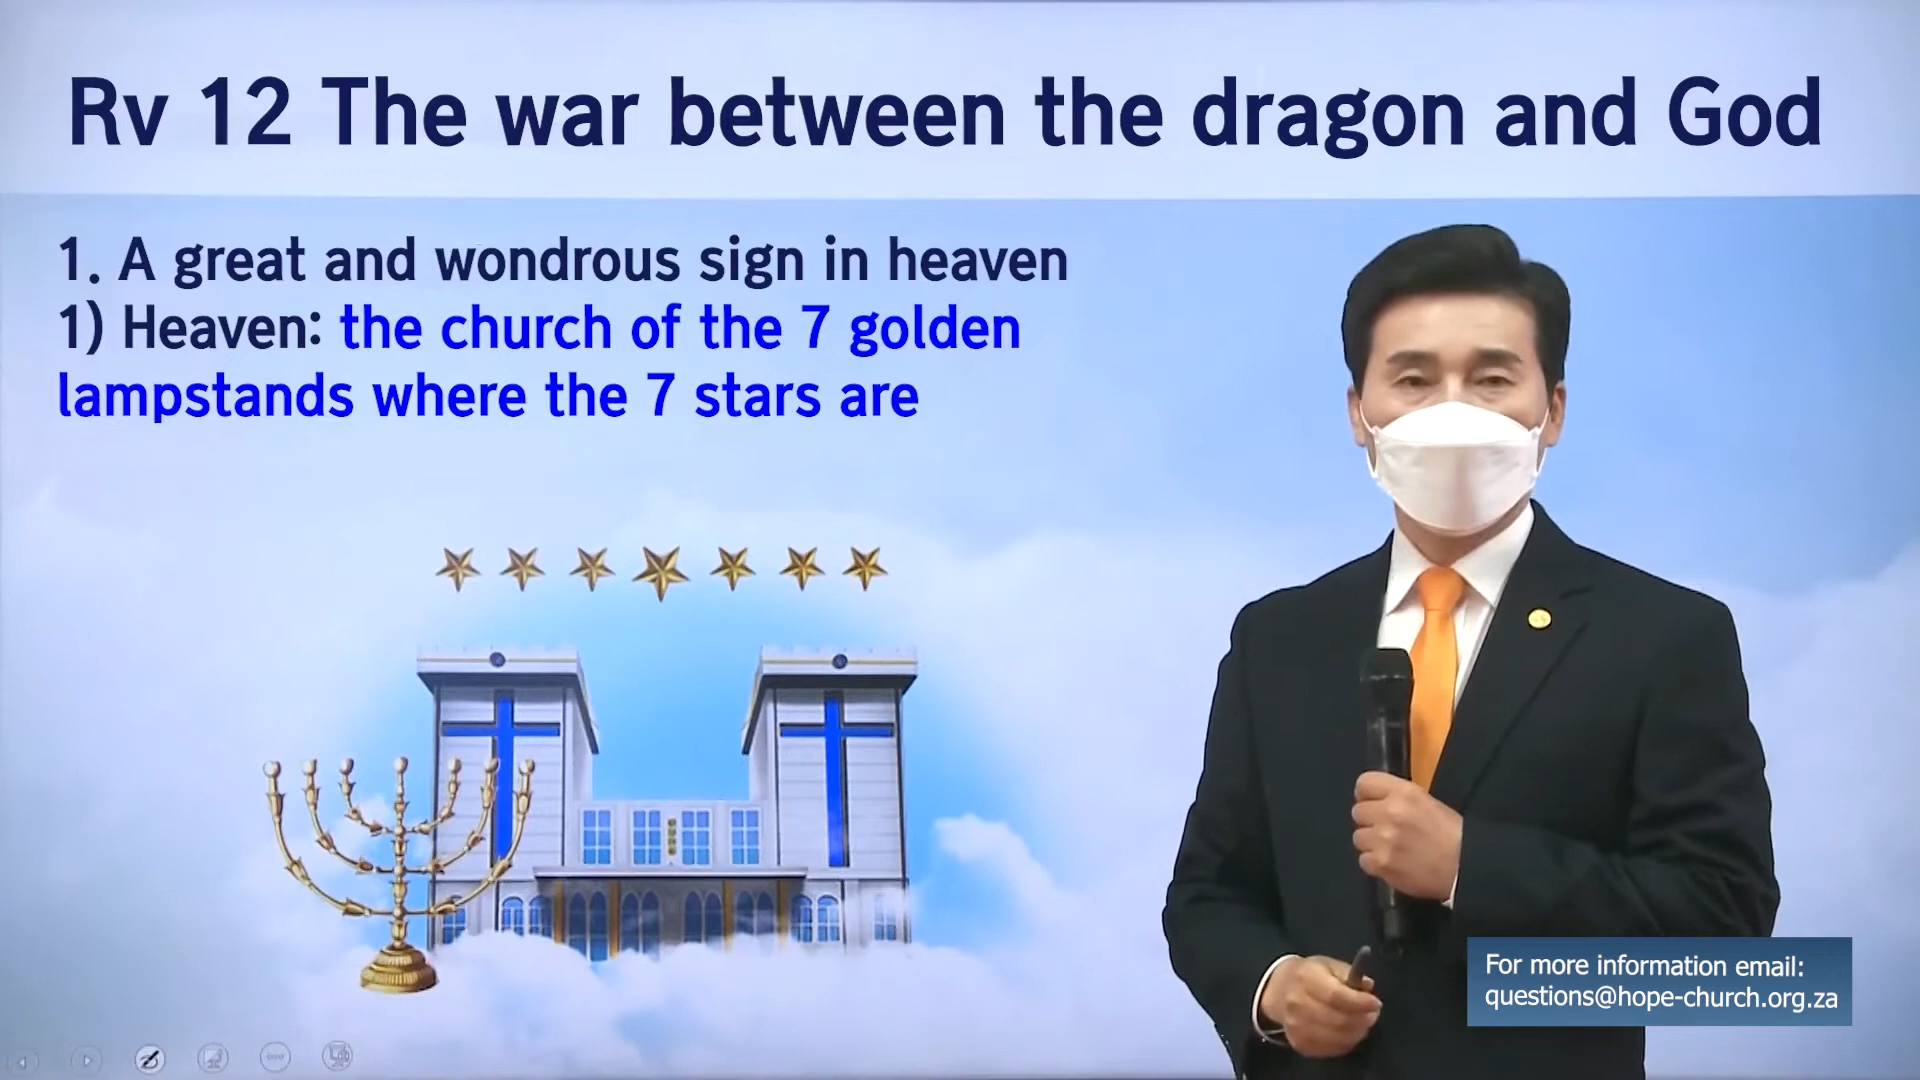 Rv 12 The war between the dragon and God
1. A great and wondrous sign in heaven
1) Heaven: the church of the 7 golden
lampstands where the 7 stars are
For more information email:
questions@hope-church.org.za